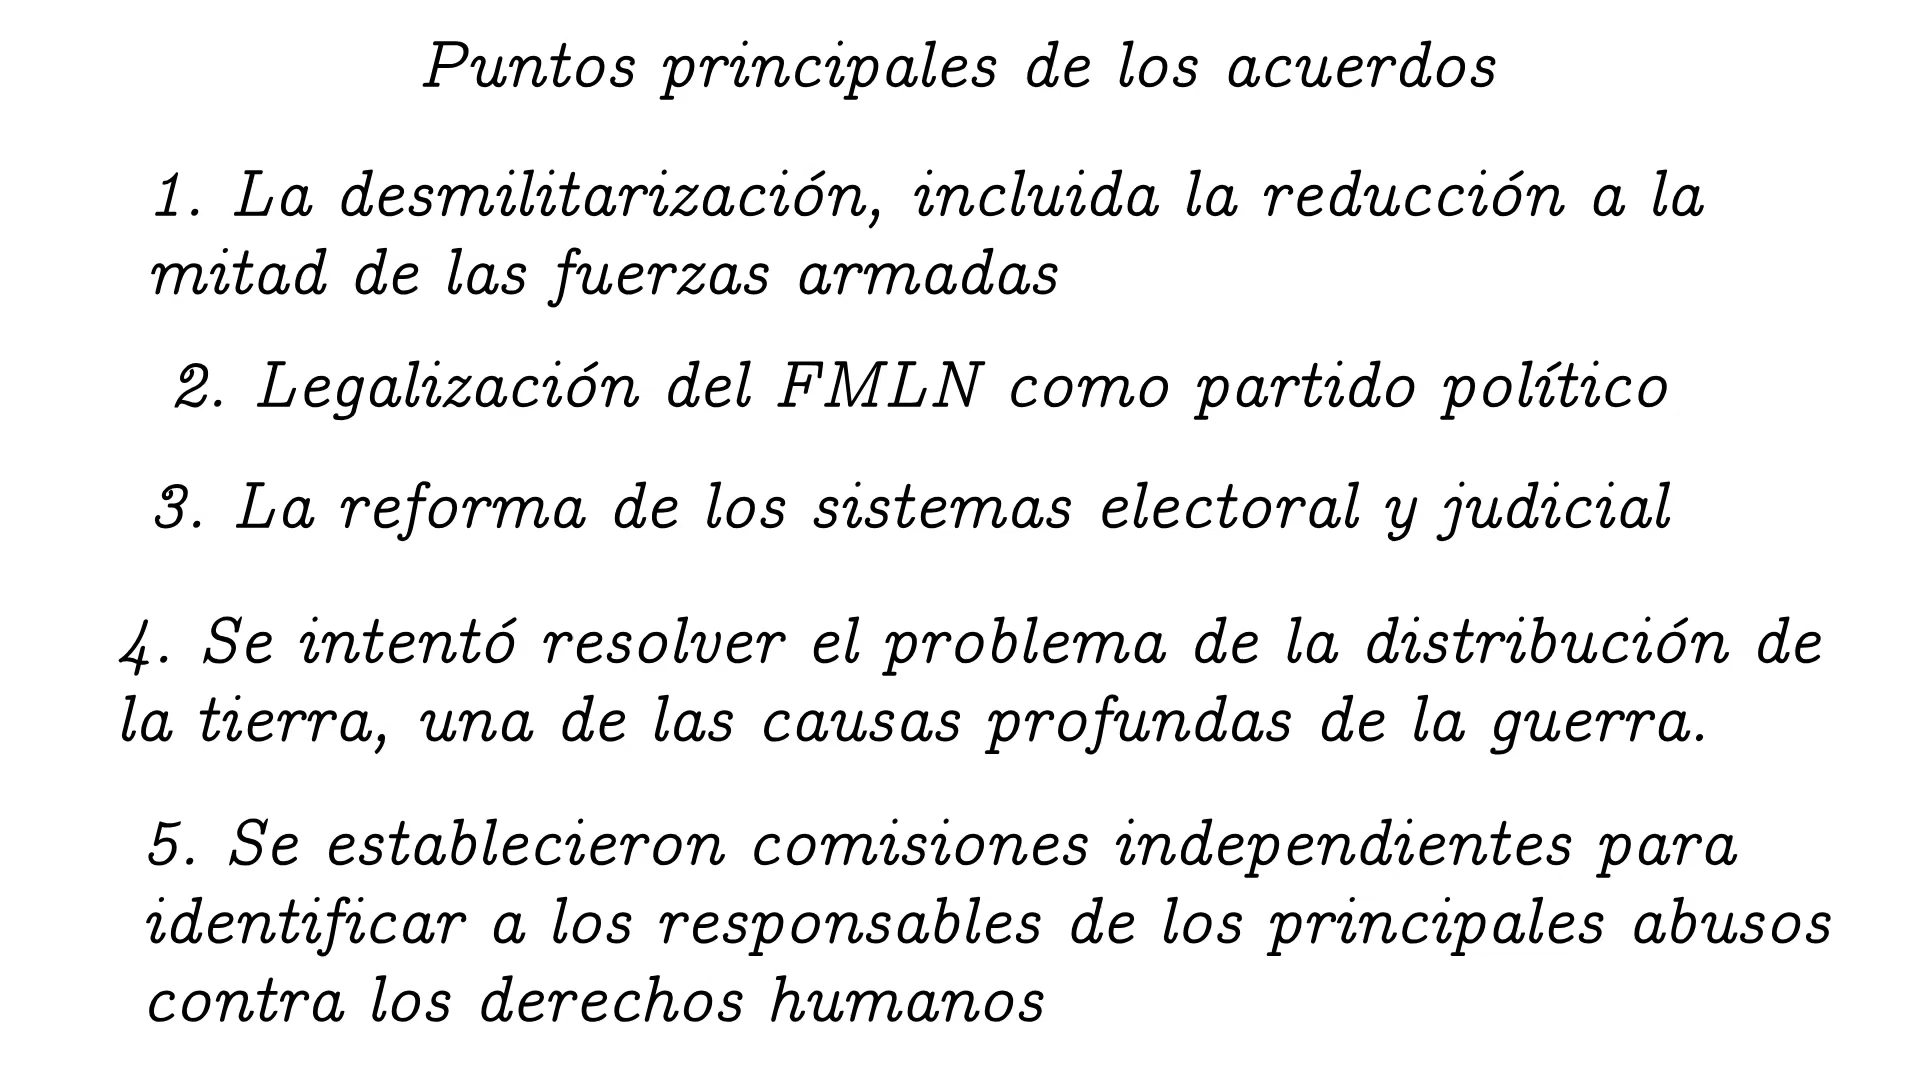 Puntos principales de los acuerdos
1. La desmilitarización, incluida la reducción a la
mitad de las fuerzas armadas
2. Legalización del FMLN como partido político
3. La reforma de los sistemas electoral y judicial
4. Se intentó resolver el problema de la distribución de
la tierra, una de las causas profundas de la guerra.
5. Se establecieron comisiones independientes para
identificar a los responsables de los principales abusos
contra los derechos humanos